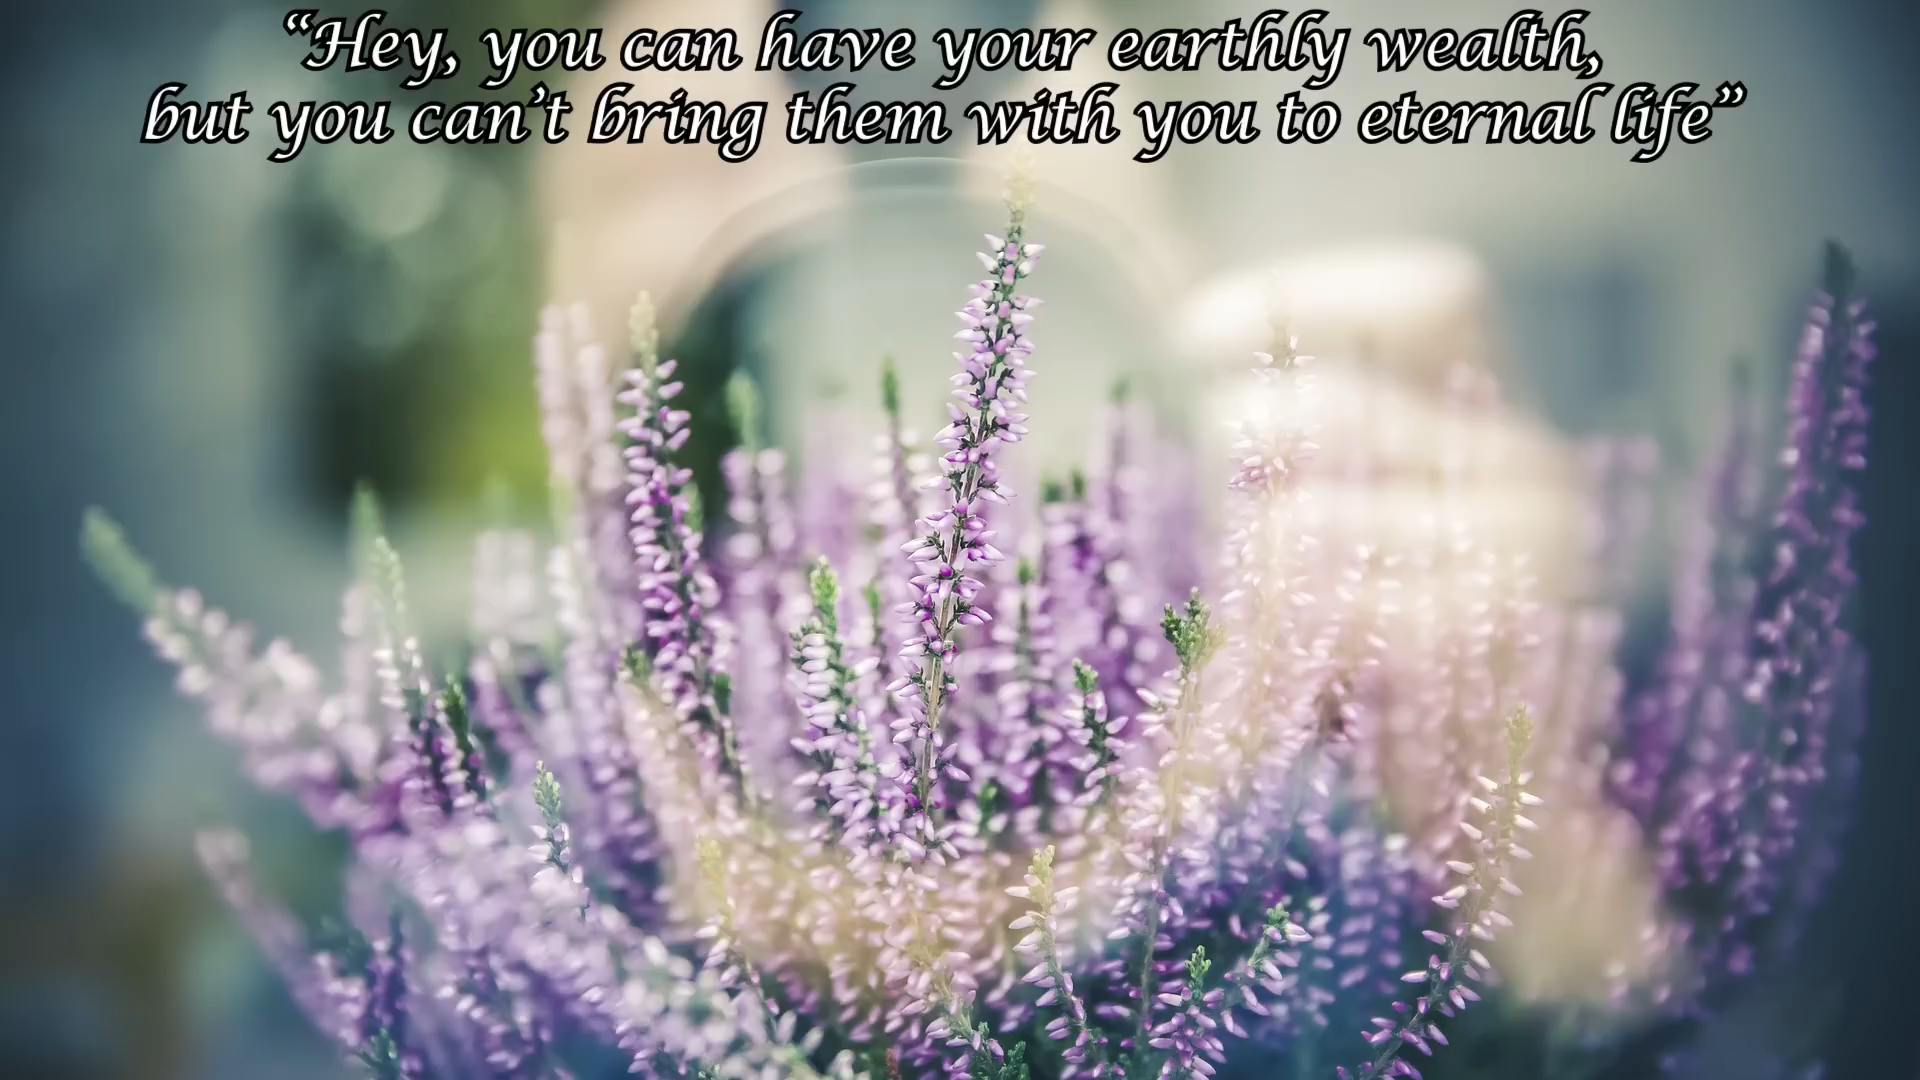 “Hey, you can have your earthly wealth,
but you can’t bring them with you to eternal life”